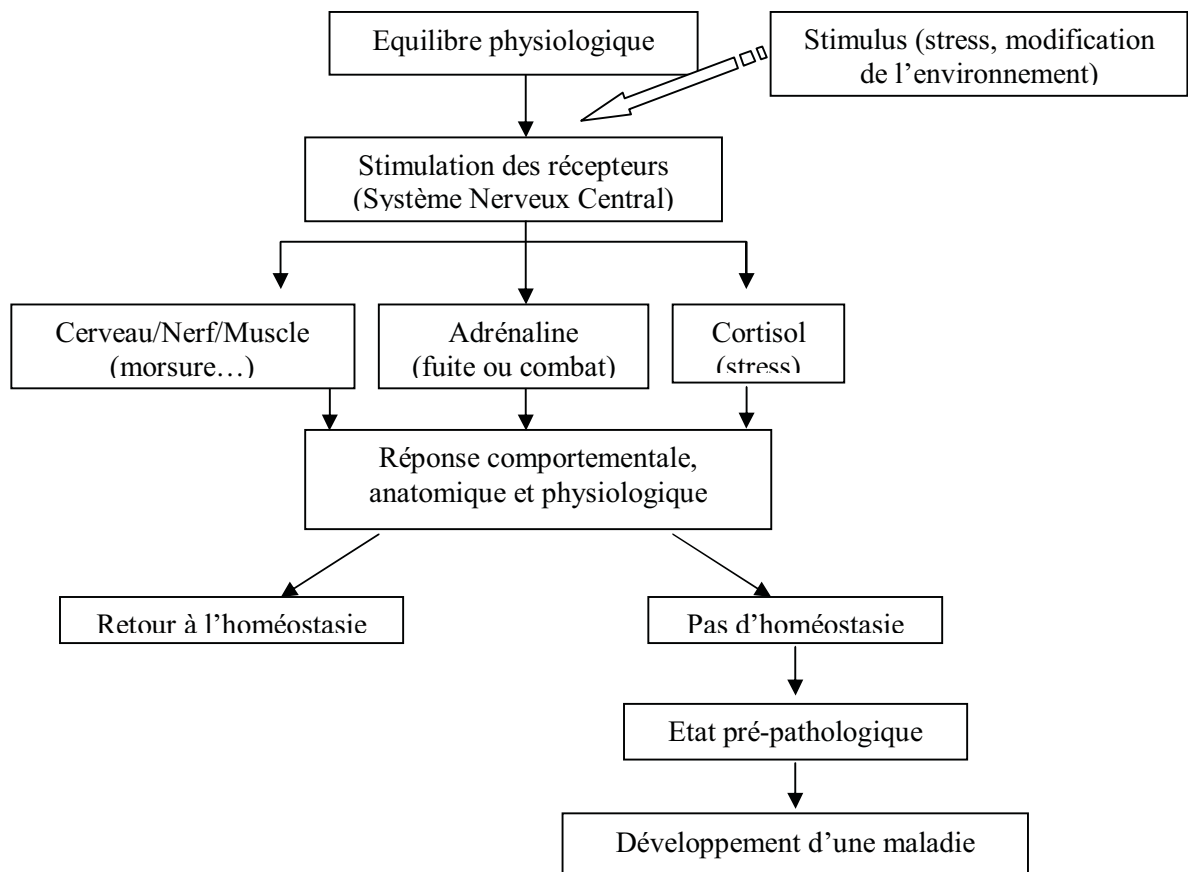 Equilibre physiologique
Stimulus (stress, modification
de l'environnement)
Stimulation des récepteurs
(Système Nerveux Central)
Cerveau/Nerf/Muscle
(morsure…)
Adrénaline
(fuite ou combat)
Cortisol
(stress)
Réponse comportementale,
anatomique et physiologique
Retour à l'homéostasie
Pas d'homéostasie
Etat pré-pathologique
Développement d'une maladie